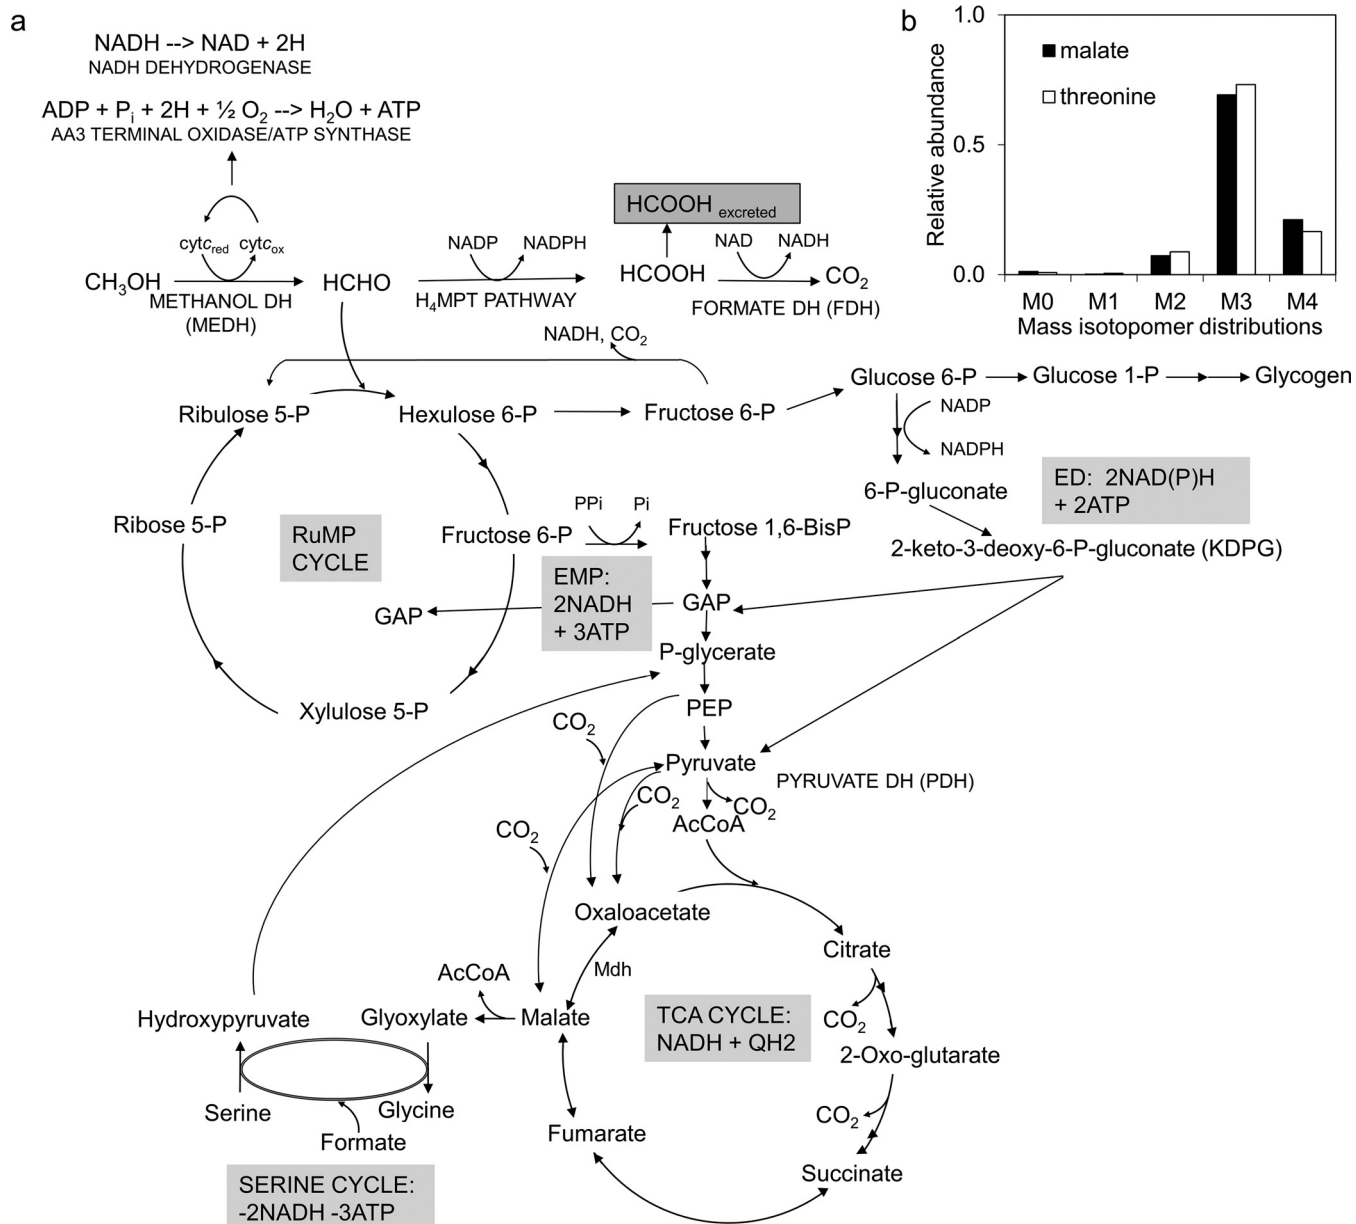 a
NADH --> NAD + 2H
NADH DEHYDROGENASE
ADP + Pi + 2H + ½ O2 --> H2O + ATP
AA3 TERMINAL OXIDASE/ATP SYNTHASE
cytcred cytcox
CH3OH
METHANOL DH
(MEDH)
HCHO
NADP NADPH
H4MPT PATHWAY
HCOOH excreted
HCOOH
NAD NADH
FORMATE DH (FDH)
CO2
b
1.0
0.5
0.0
Relative abundance
malate
threonine
M0 M1 M2 M3 M4
Mass isotopomer distributions
NADH, CO2
Ribulose 5-P
Hexulose 6-P
Fructose 6-P
Glucose 6-P
Glucose 1-P
Glycogen
NADP
NADPH
6-P-gluconate
ED: 2NAD(P)H
+ 2ATP
2-keto-3-deoxy-6-P-gluconate (KDPG)
Ribose 5-P
RuMP
CYCLE
Fructose 6-P
PPi Pi
Fructose 1,6-BisP
EMP:
2NADH
+ 3ATP
GAP
GAP
P-glycerate
Xylulose 5-P
PEP
CO2
Pyruvate
PYRUVATE DH (PDH)
CO2
CO2
AcCoA
CO2
Oxaloacetate
Citrate
Mdh
AcCoA
Hydroxypyruvate
Glyoxylate
Malate
TCA CYCLE:
NADH + QH2
CO2
2-Oxo-glutarate
Serine
Glycine
Formate
CO2
Fumarate
Succinate
SERINE CYCLE:
-2NADH -3ATP